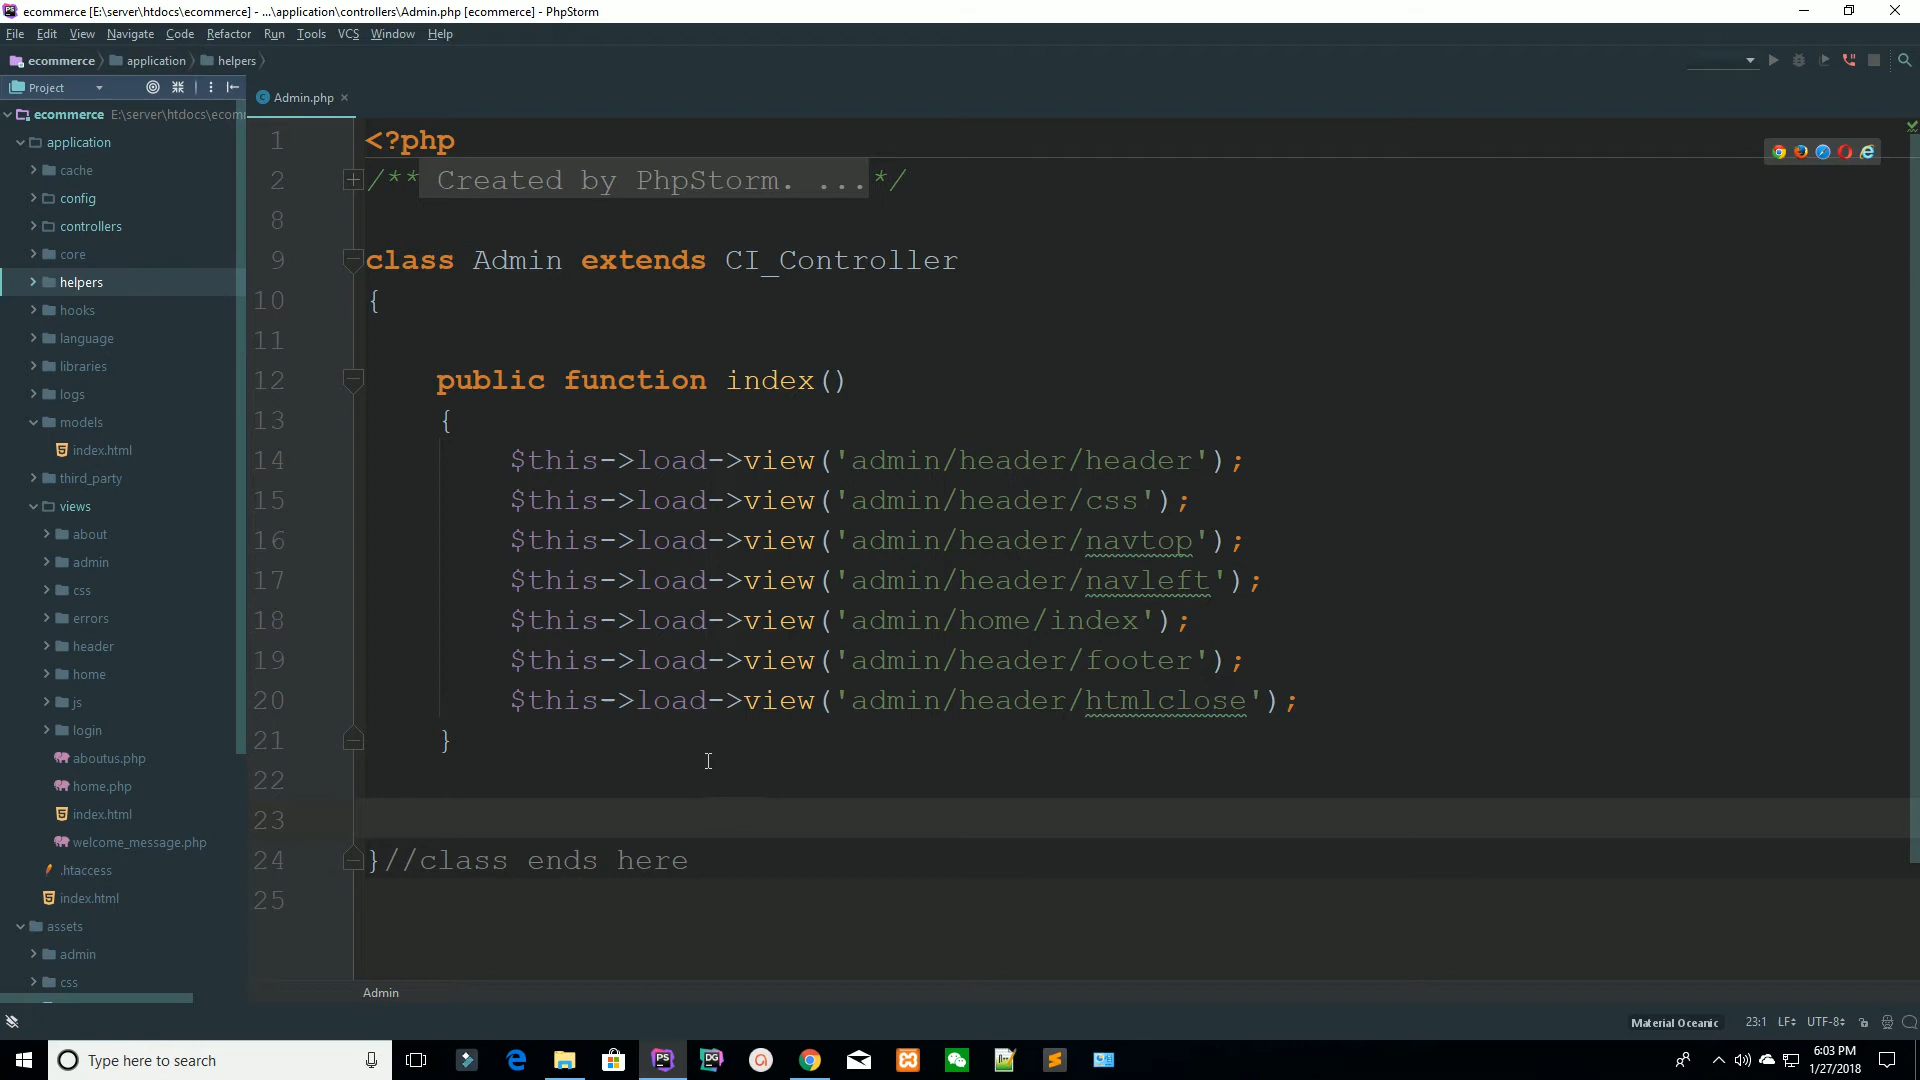 ecommerce [E:\server\htdocs\ecommerce] - ...\application\controllers\Admin.php [ecommerce] - PhpStorm
File Edit View Navigate Code Refactor Run Tools VCS Window Help
ecommerce application helpers
Project
Admin.php
ecommerce E:\server\htdocs\ecom
application
cache
config
controllers
core
helpers
hooks
language
libraries
logs
models
index.html
third_party
views
about
admin
css
errors
header
home
js
login
aboutus.php
home.php
index.html
welcome_message.php
.htaccess
index.html
assets
admin
css
1 <?php
2 /** Created by PhpStorm. ...*/
8
9 class Admin extends CI_Controller
10 {
11
12 public function index()
13 {
14 $this->load->view('admin/header/header');
15 $this->load->view('admin/header/css');
16 $this->load->view('admin/header/navtop');
17 $this->load->view('admin/header/navleft');
18 $this->load->view('admin/home/index');
19 $this->load->view('admin/header/footer');
20 $this->load->view('admin/header/htmlclose');
21 }
22
23
24 }//class ends here
25
Admin
Material Oceanic 23:1 LF UTF-8
Type here to search
PS
DG
6:03 PM
1/27/2018